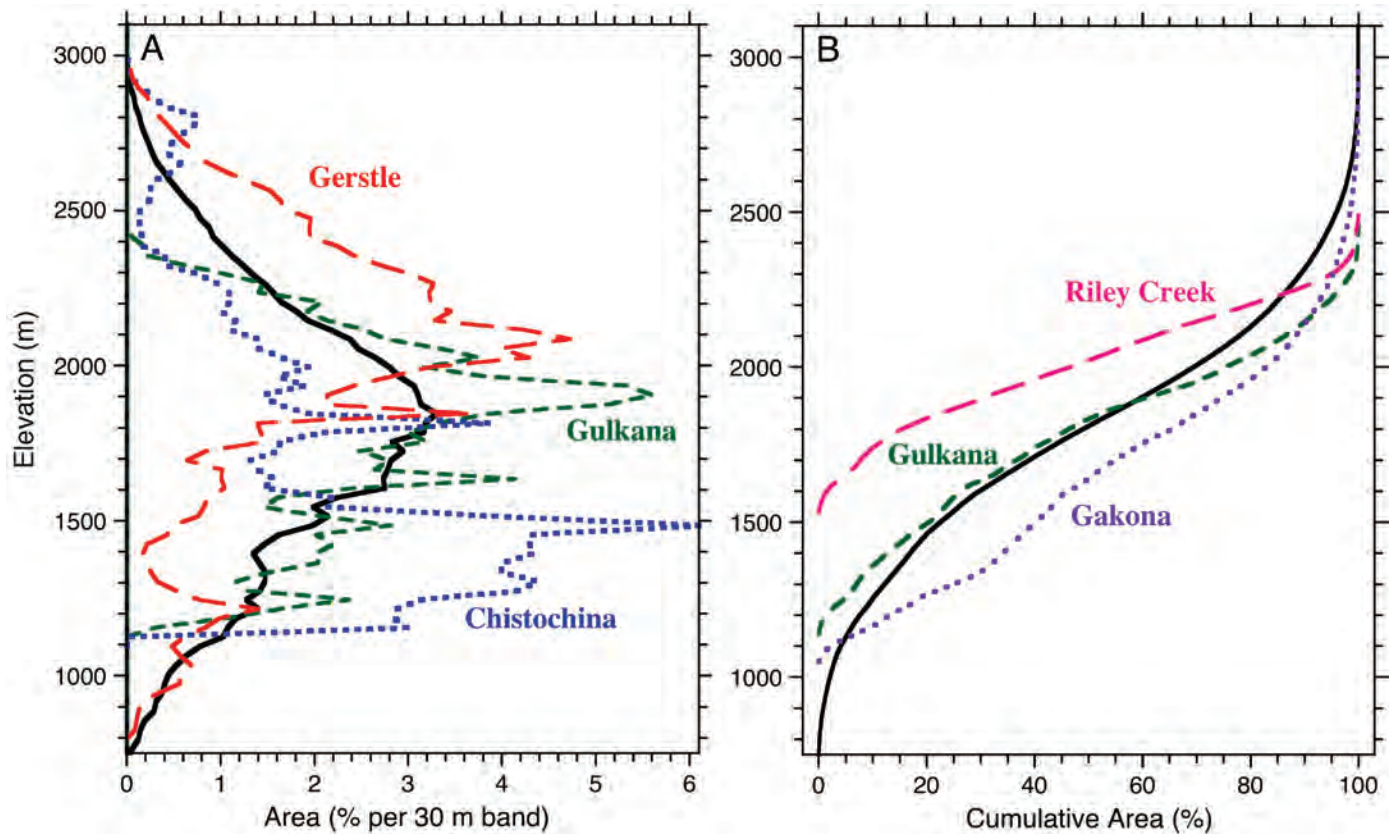 A
3000
2500
2000
1500
1000
Elevation (m)
Gerstle
Gulkana
Chistochina
0 1 2 3 4 5 6
Area (% per 30 m band)
B
3000
2500
2000
1500
1000
Riley Creek
Gulkana
Gakona
0 20 40 60 80 100
Cumulative Area (%)